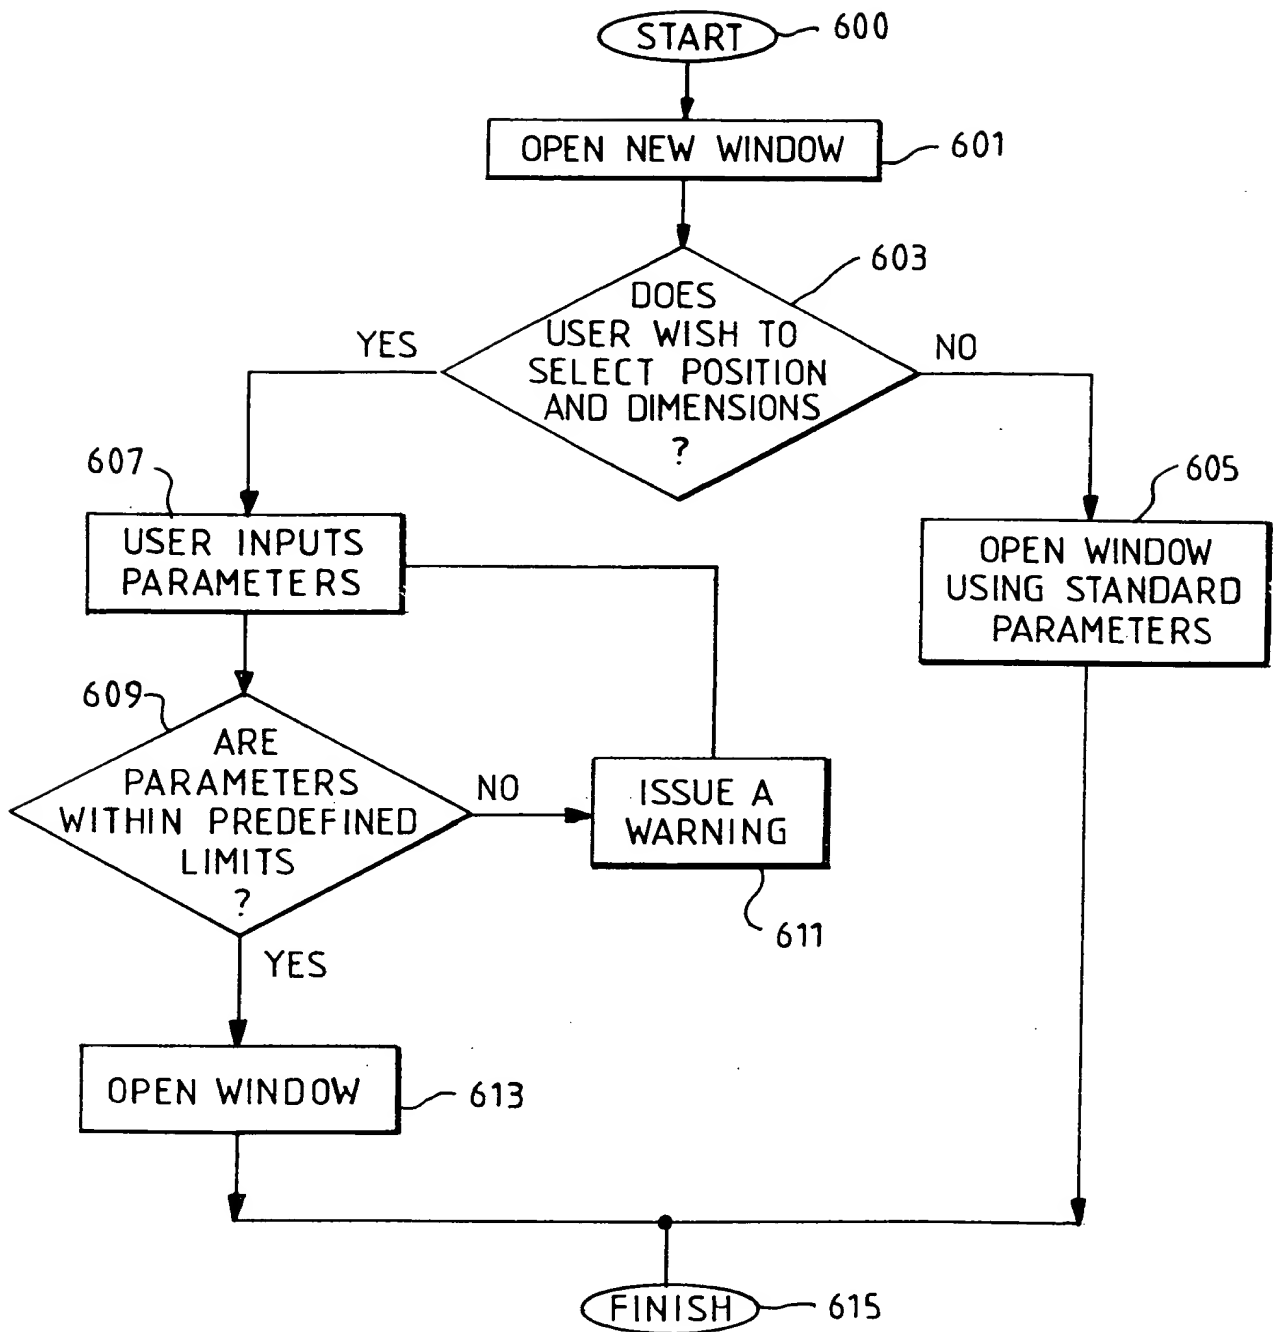 START
600
OPEN NEW WINDOW
601
603
DOES
USER WISH TO
SELECT POSITION
AND DIMENSIONS
?
YES
NO
607
605
USER INPUTS
PARAMETERS
OPEN WINDOW
USING STANDARD
PARAMETERS
609
ARE
PARAMETERS
WITHIN PREDEFINED
LIMITS
?
NO
ISSUE A
WARNING
611
YES
OPEN WINDOW
613
FINISH
615